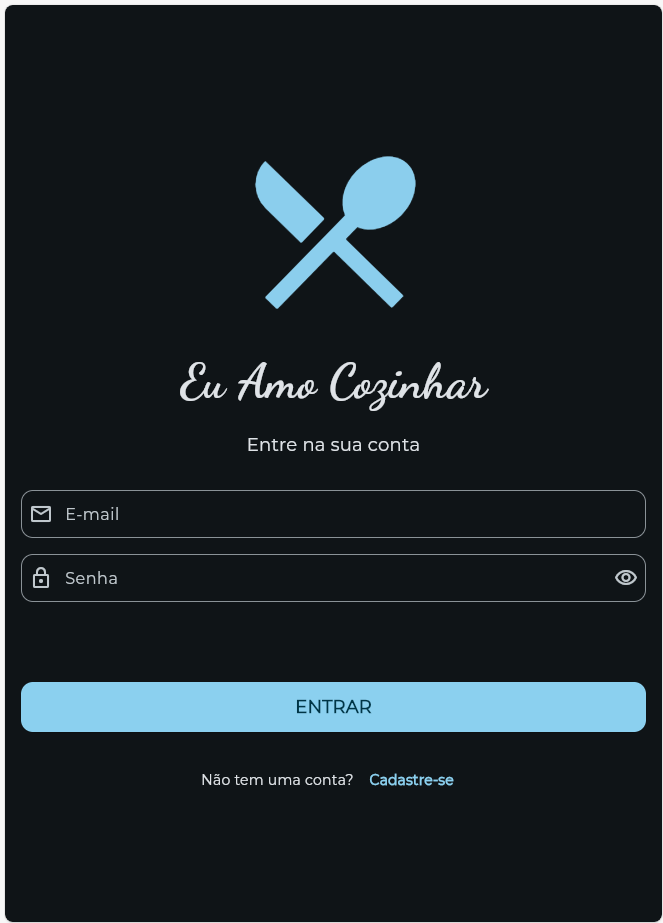 Eu Amo Cozinhar
Entre na sua conta
E-mail
Senha
ENTRAR
Não tem uma conta? Cadastre-se